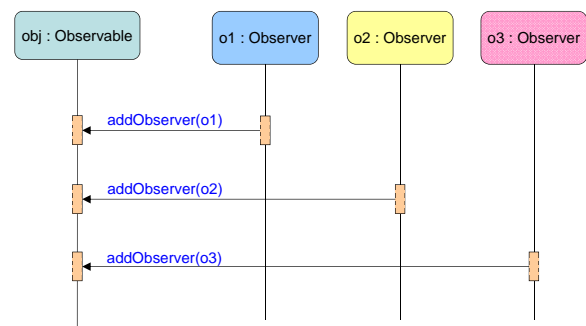 obj : Observable
o1 : Observer
o2 : Observer
o3 : Observer
addObserver(o1)
addObserver(o2)
addObserver(o3)